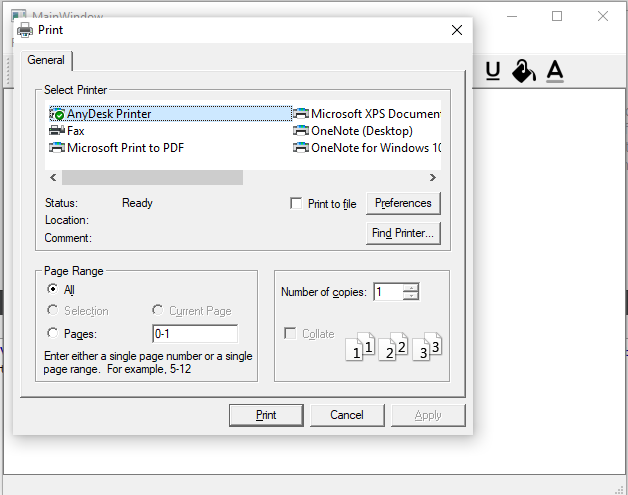 MainWindow
Print
General
U A
Select Printer
AnyDesk Printer Microsoft XPS Documen
Fax OneNote (Desktop)
Microsoft Print to PDF OneNote for Windows 10
Status: Ready Print to file Preferences
Location:
Comment: Find Printer...
Page Range
All Number of copies: 1
Selection Current Page
Pages: 0-1 Collate
1 1 2 2 3 3
Enter either a single page number or a single
page range. For example, 5-12
Print Cancel Apply